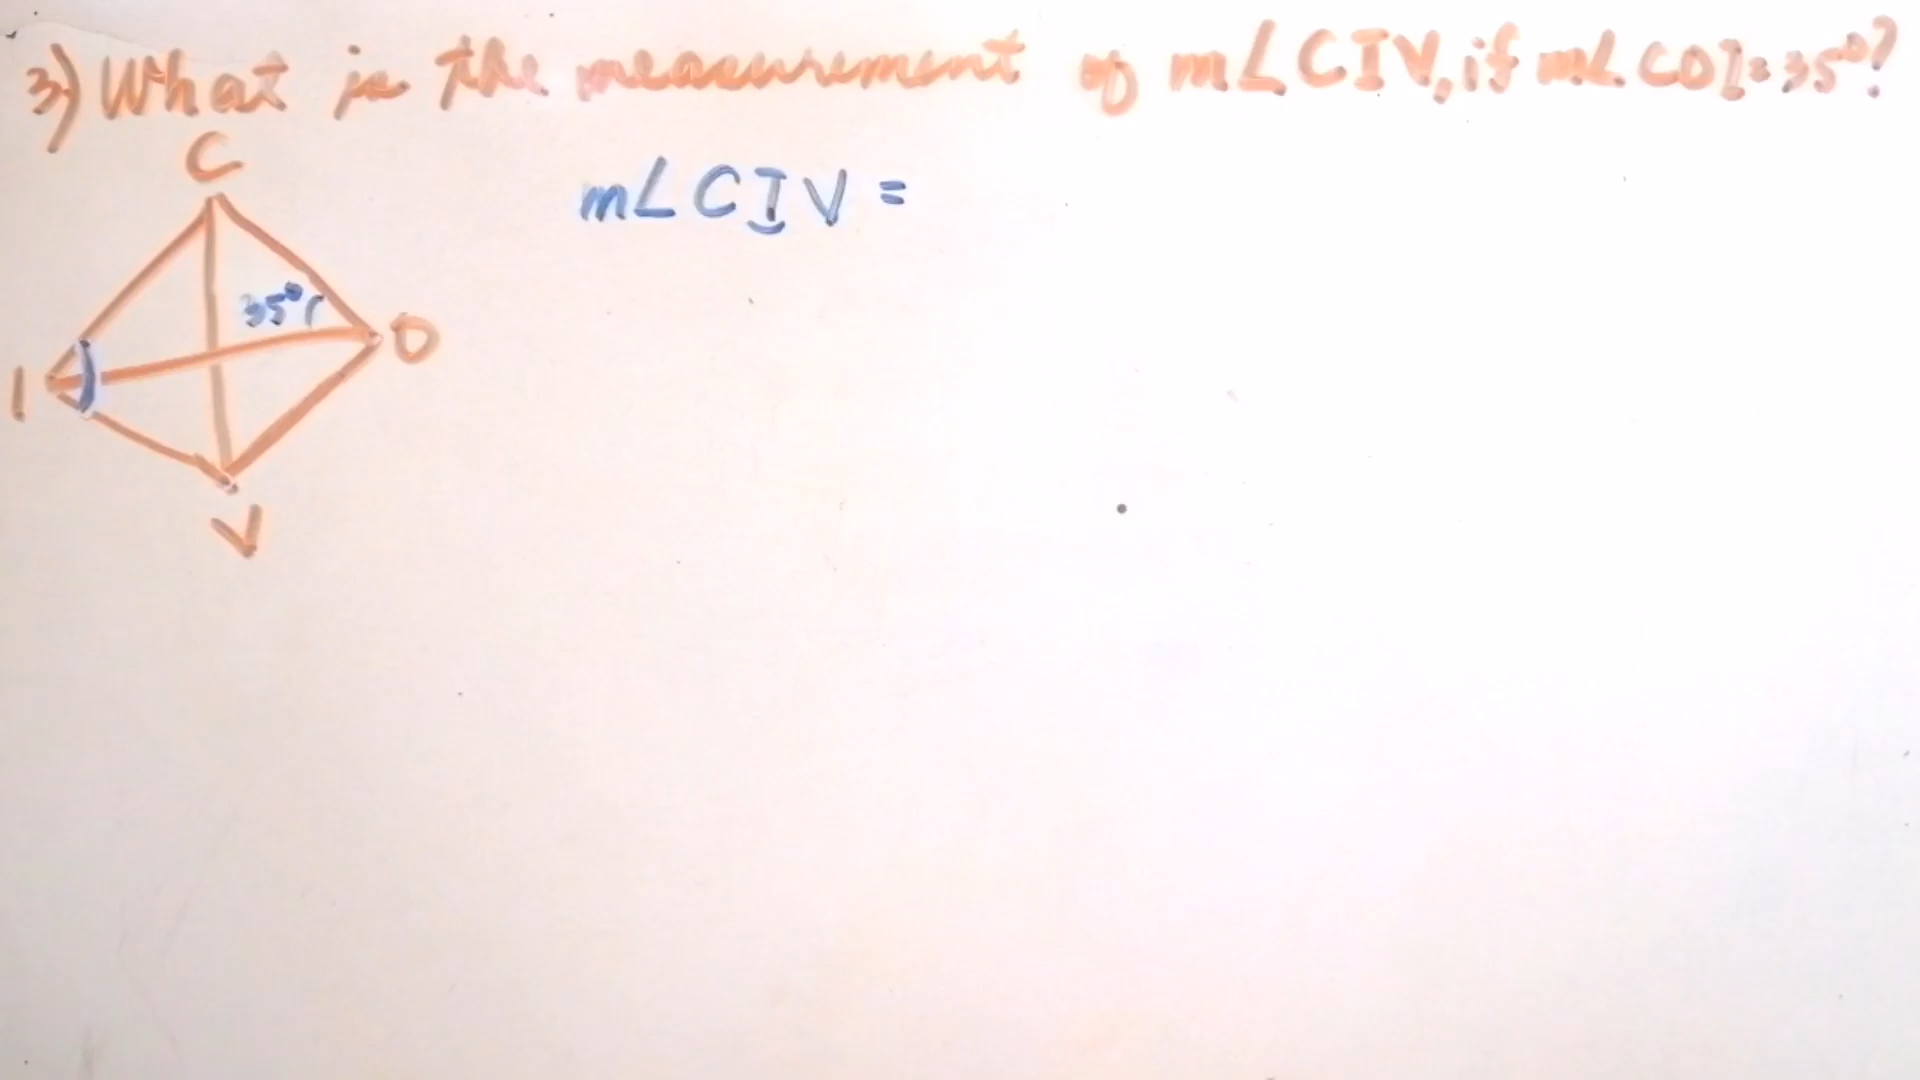 3) What is the measurement of m∠CIV, if m∠COI=35°?
C
m∠CIV =
35°
O
I
V